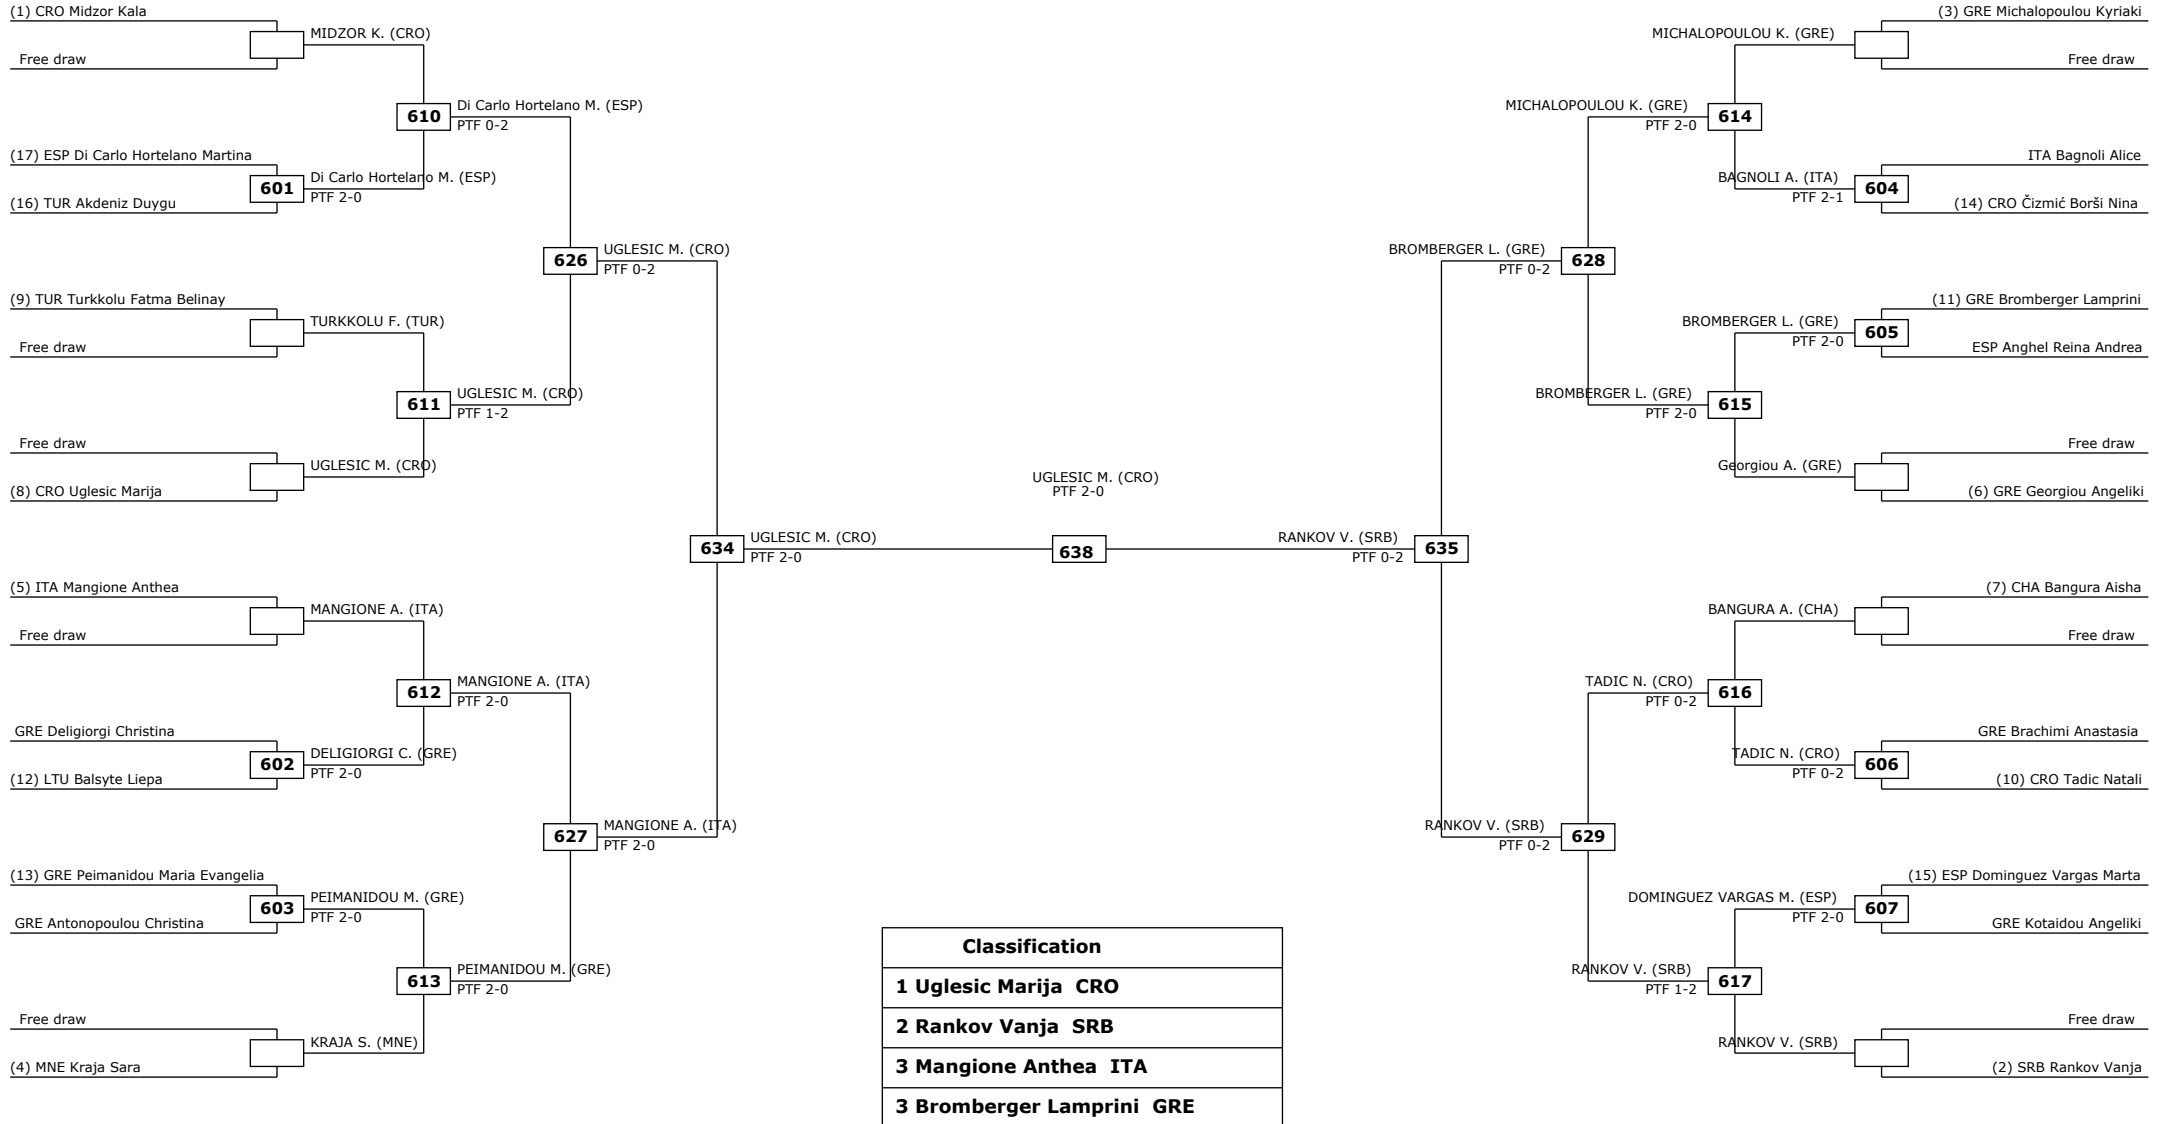 (1) CRO Midzor Kala
MIDZOR K. (CRO)
Free draw
610
Di Carlo Hortelano M. (ESP)
PTF 0-2
(17) ESP Di Carlo Hortelano Martina
601
Di Carlo Hortelano M. (ESP)
PTF 2-0
(16) TUR Akdeniz Duygu
626
UGLESIC M. (CRO)
PTF 0-2
(9) TUR Turkkolu Fatma Belinay
TURKKOLU F. (TUR)
Free draw
611
UGLESIC M. (CRO)
PTF 1-2
Free draw
UGLESIC M. (CRO)
(8) CRO Uglesic Marija
634
UGLESIC M. (CRO)
PTF 2-0
(5) ITA Mangione Anthea
MANGIONE A. (ITA)
Free draw
612
MANGIONE A. (ITA)
PTF 2-0
GRE Deligiorgi Christina
602
DELIGIORGI C. (GRE)
PTF 2-0
(12) LTU Balsyte Liepa
627
MANGIONE A. (ITA)
PTF 2-0
(13) GRE Peimanidou Maria Evangelia
603
PEIMANIDOU M. (GRE)
PTF 2-0
GRE Antonopoulou Christina
613
PEIMANIDOU M. (GRE)
PTF 2-0
Free draw
KRAJA S. (MNE)
(4) MNE Kraja Sara
UGLESIC M. (CRO)
PTF 2-0
638
(3) GRE Michalopoulou Kyriaki
MICHALOPOULOU K. (GRE)
Free draw
MICHALOPOULOU K. (GRE)
PTF 2-0
614
ITA Bagnoli Alice
BAGNOLI A. (ITA)
PTF 2-1
604
(14) CRO Čizmić Borši Nina
BROMBERGER L. (GRE)
PTF 0-2
628
(11) GRE Bromberger Lamprini
BROMBERGER L. (GRE)
PTF 2-0
605
ESP Anghel Reina Andrea
BROMBERGER L. (GRE)
PTF 2-0
615
Free draw
Georgiou A. (GRE)
(6) GRE Georgiou Angeliki
RANKOV V. (SRB)
PTF 0-2
635
(7) CHA Bangura Aisha
BANGURA A. (CHA)
Free draw
TADIC N. (CRO)
PTF 0-2
616
GRE Brachimi Anastasia
TADIC N. (CRO)
PTF 0-2
606
(10) CRO Tadic Natali
RANKOV V. (SRB)
PTF 0-2
629
(15) ESP Dominguez Vargas Marta
DOMINGUEZ VARGAS M. (ESP)
PTF 2-0
607
GRE Kotaidou Angeliki
RANKOV V. (SRB)
PTF 1-2
617
Free draw
RANKOV V. (SRB)
(2) SRB Rankov Vanja
Classification
1 Uglesic Marija CRO
2 Rankov Vanja SRB
3 Mangione Anthea ITA
3 Bromberger Lamprini GRE